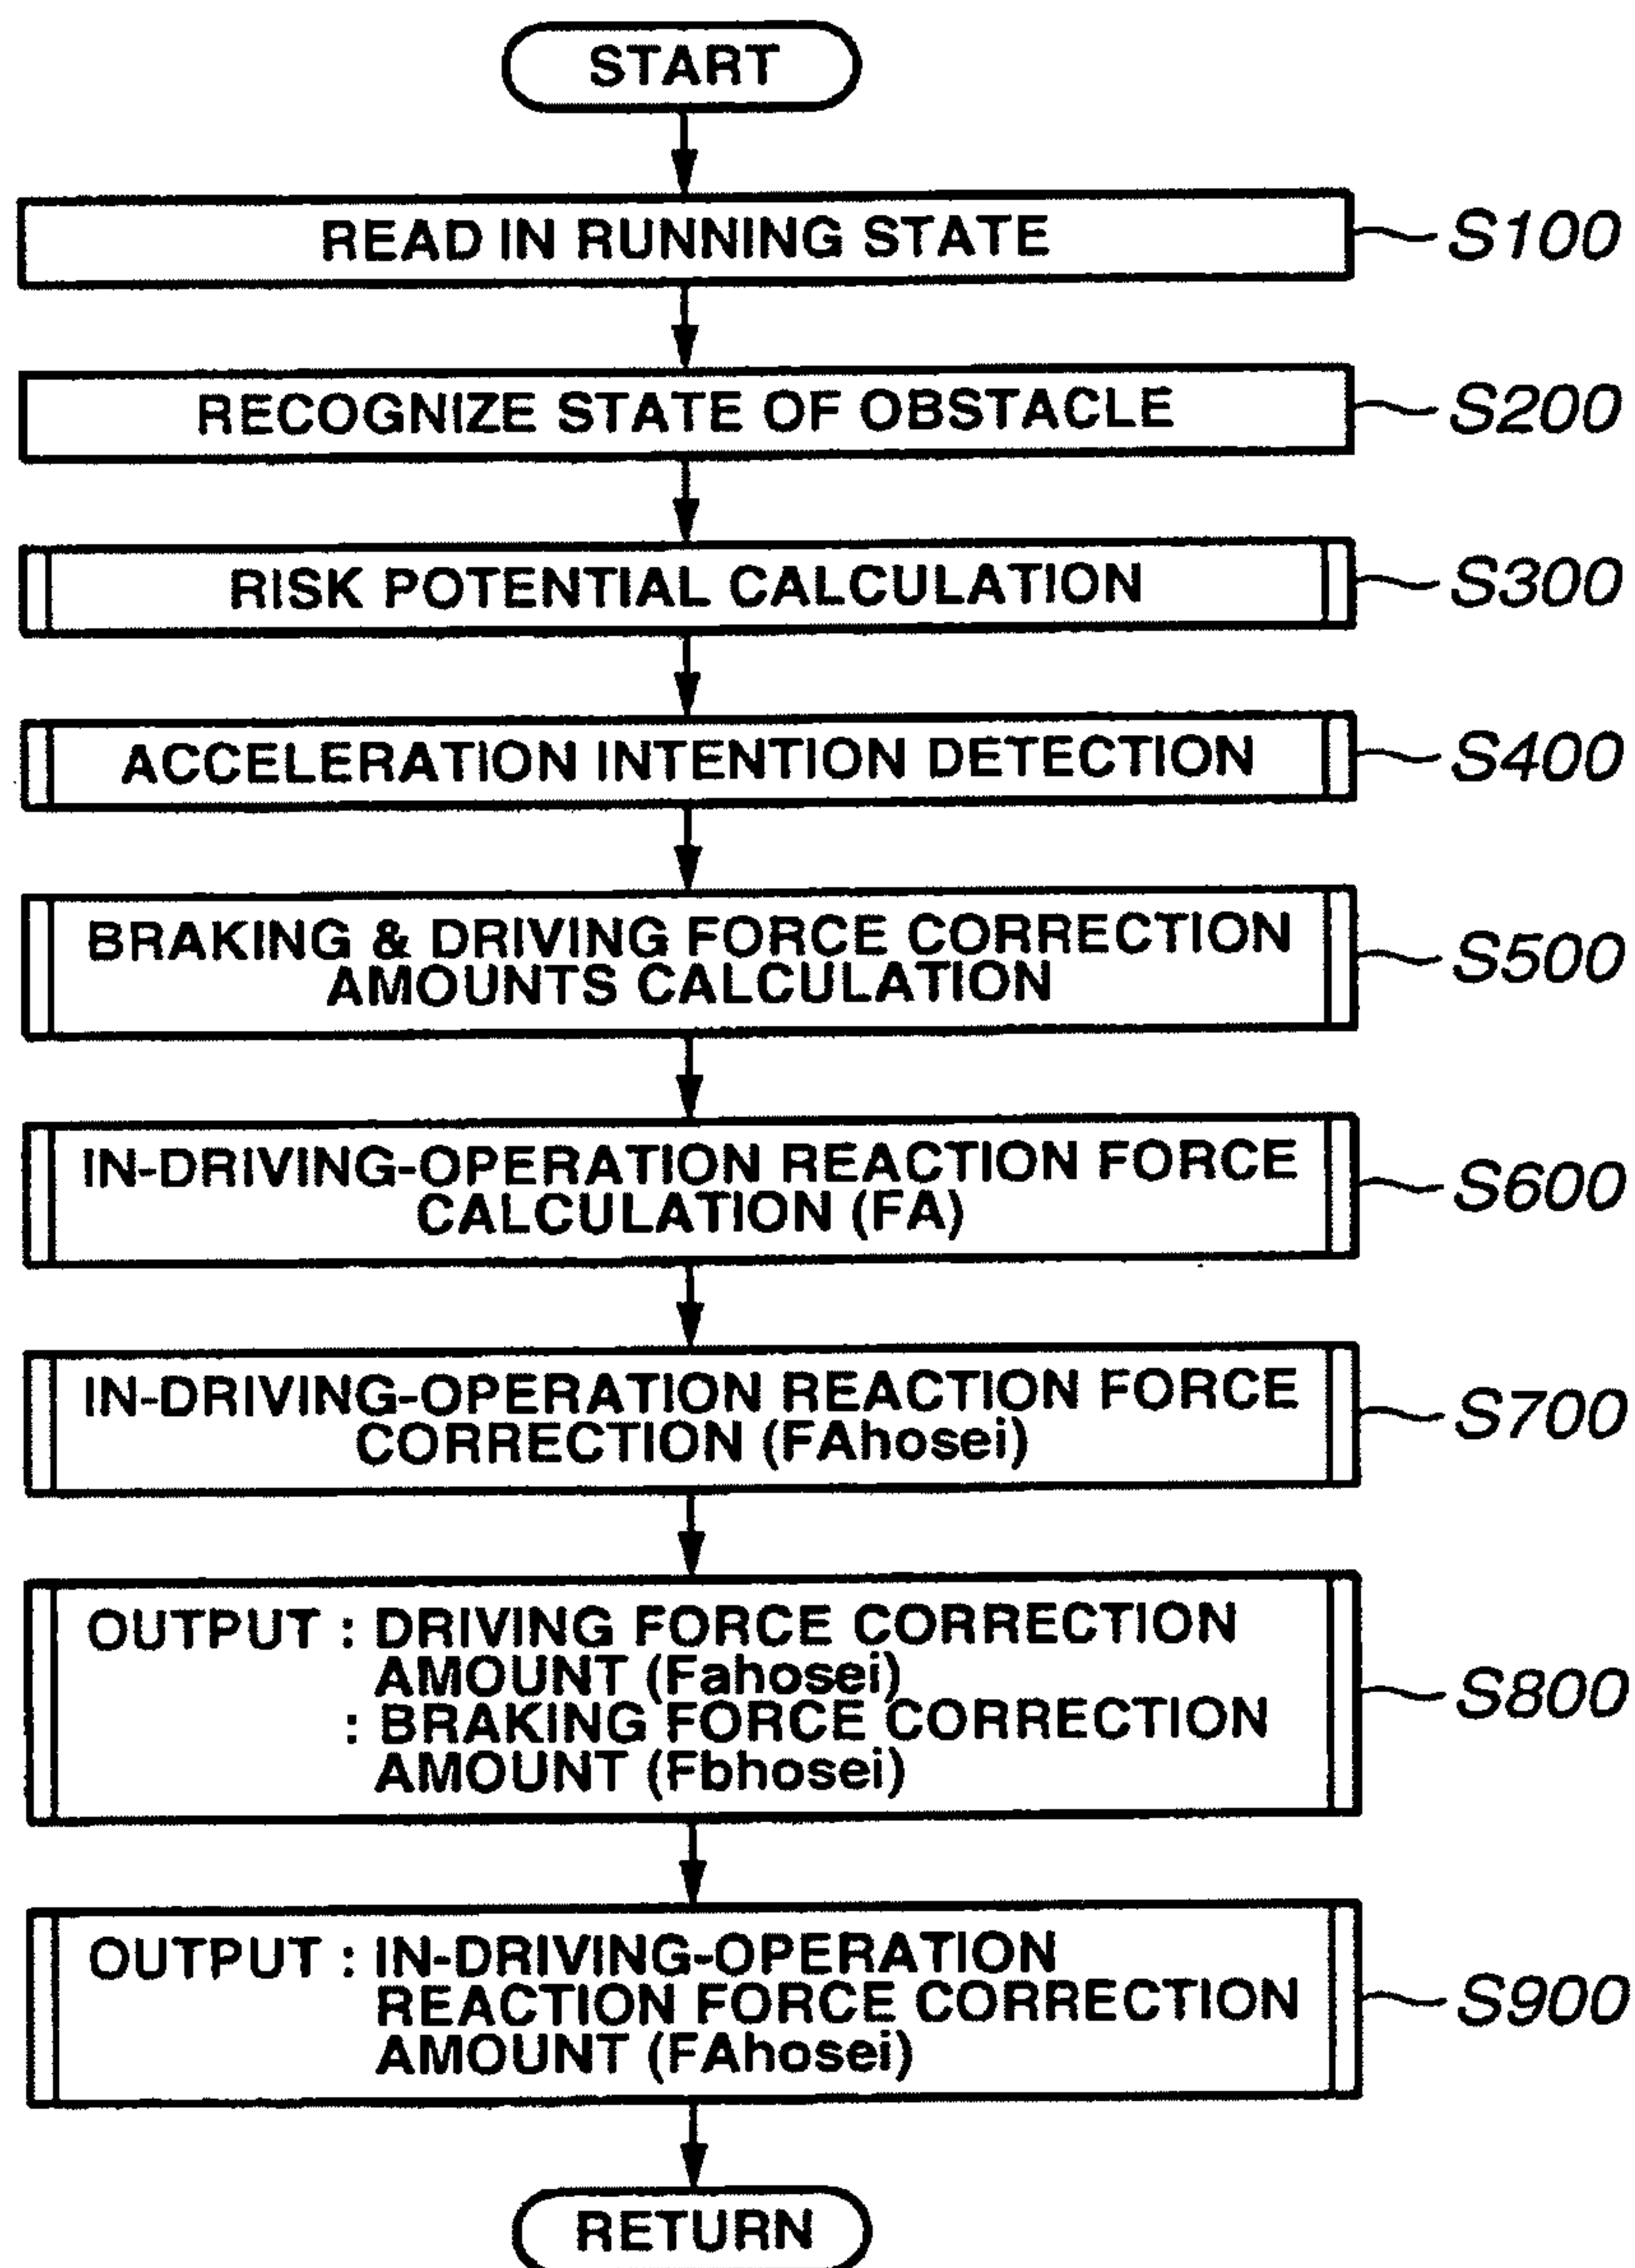 START
READ IN RUNNING STATE
S100
RECOGNIZE STATE OF OBSTACLE
S200
RISK POTENTIAL CALCULATION
S300
ACCELERATION INTENTION DETECTION
S400
BRAKING & DRIVING FORCE CORRECTION
AMOUNTS CALCULATION
S500
IN-DRIVING-OPERATION REACTION FORCE
CALCULATION (FA)
S600
IN-DRIVING-OPERATION REACTION FORCE
CORRECTION (FAhosei)
S700
OUTPUT : DRIVING FORCE CORRECTION
AMOUNT (Fahosei)
: BRAKING FORCE CORRECTION
AMOUNT (Fbhosei)
S800
OUTPUT : IN-DRIVING-OPERATION
REACTION FORCE CORRECTION
AMOUNT (FAhosei)
S900
RETURN